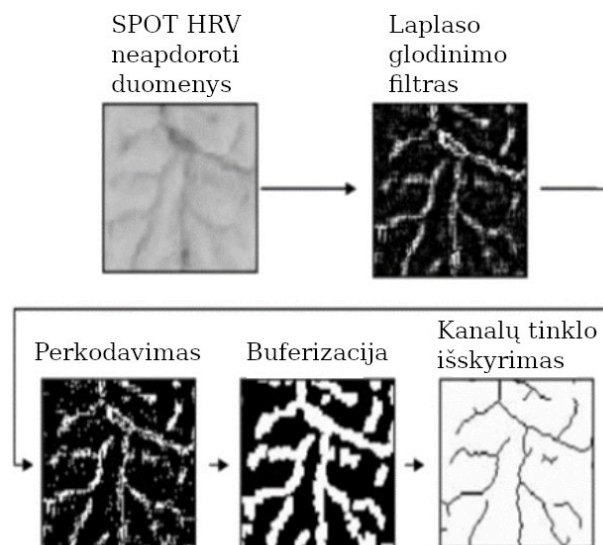 SPOT HRV
neapdoroti
duomenys
Laplaso
glodinimo
filtras
Perkodavimas
Buferizacija
Kanalų tinklo
išskyrimas